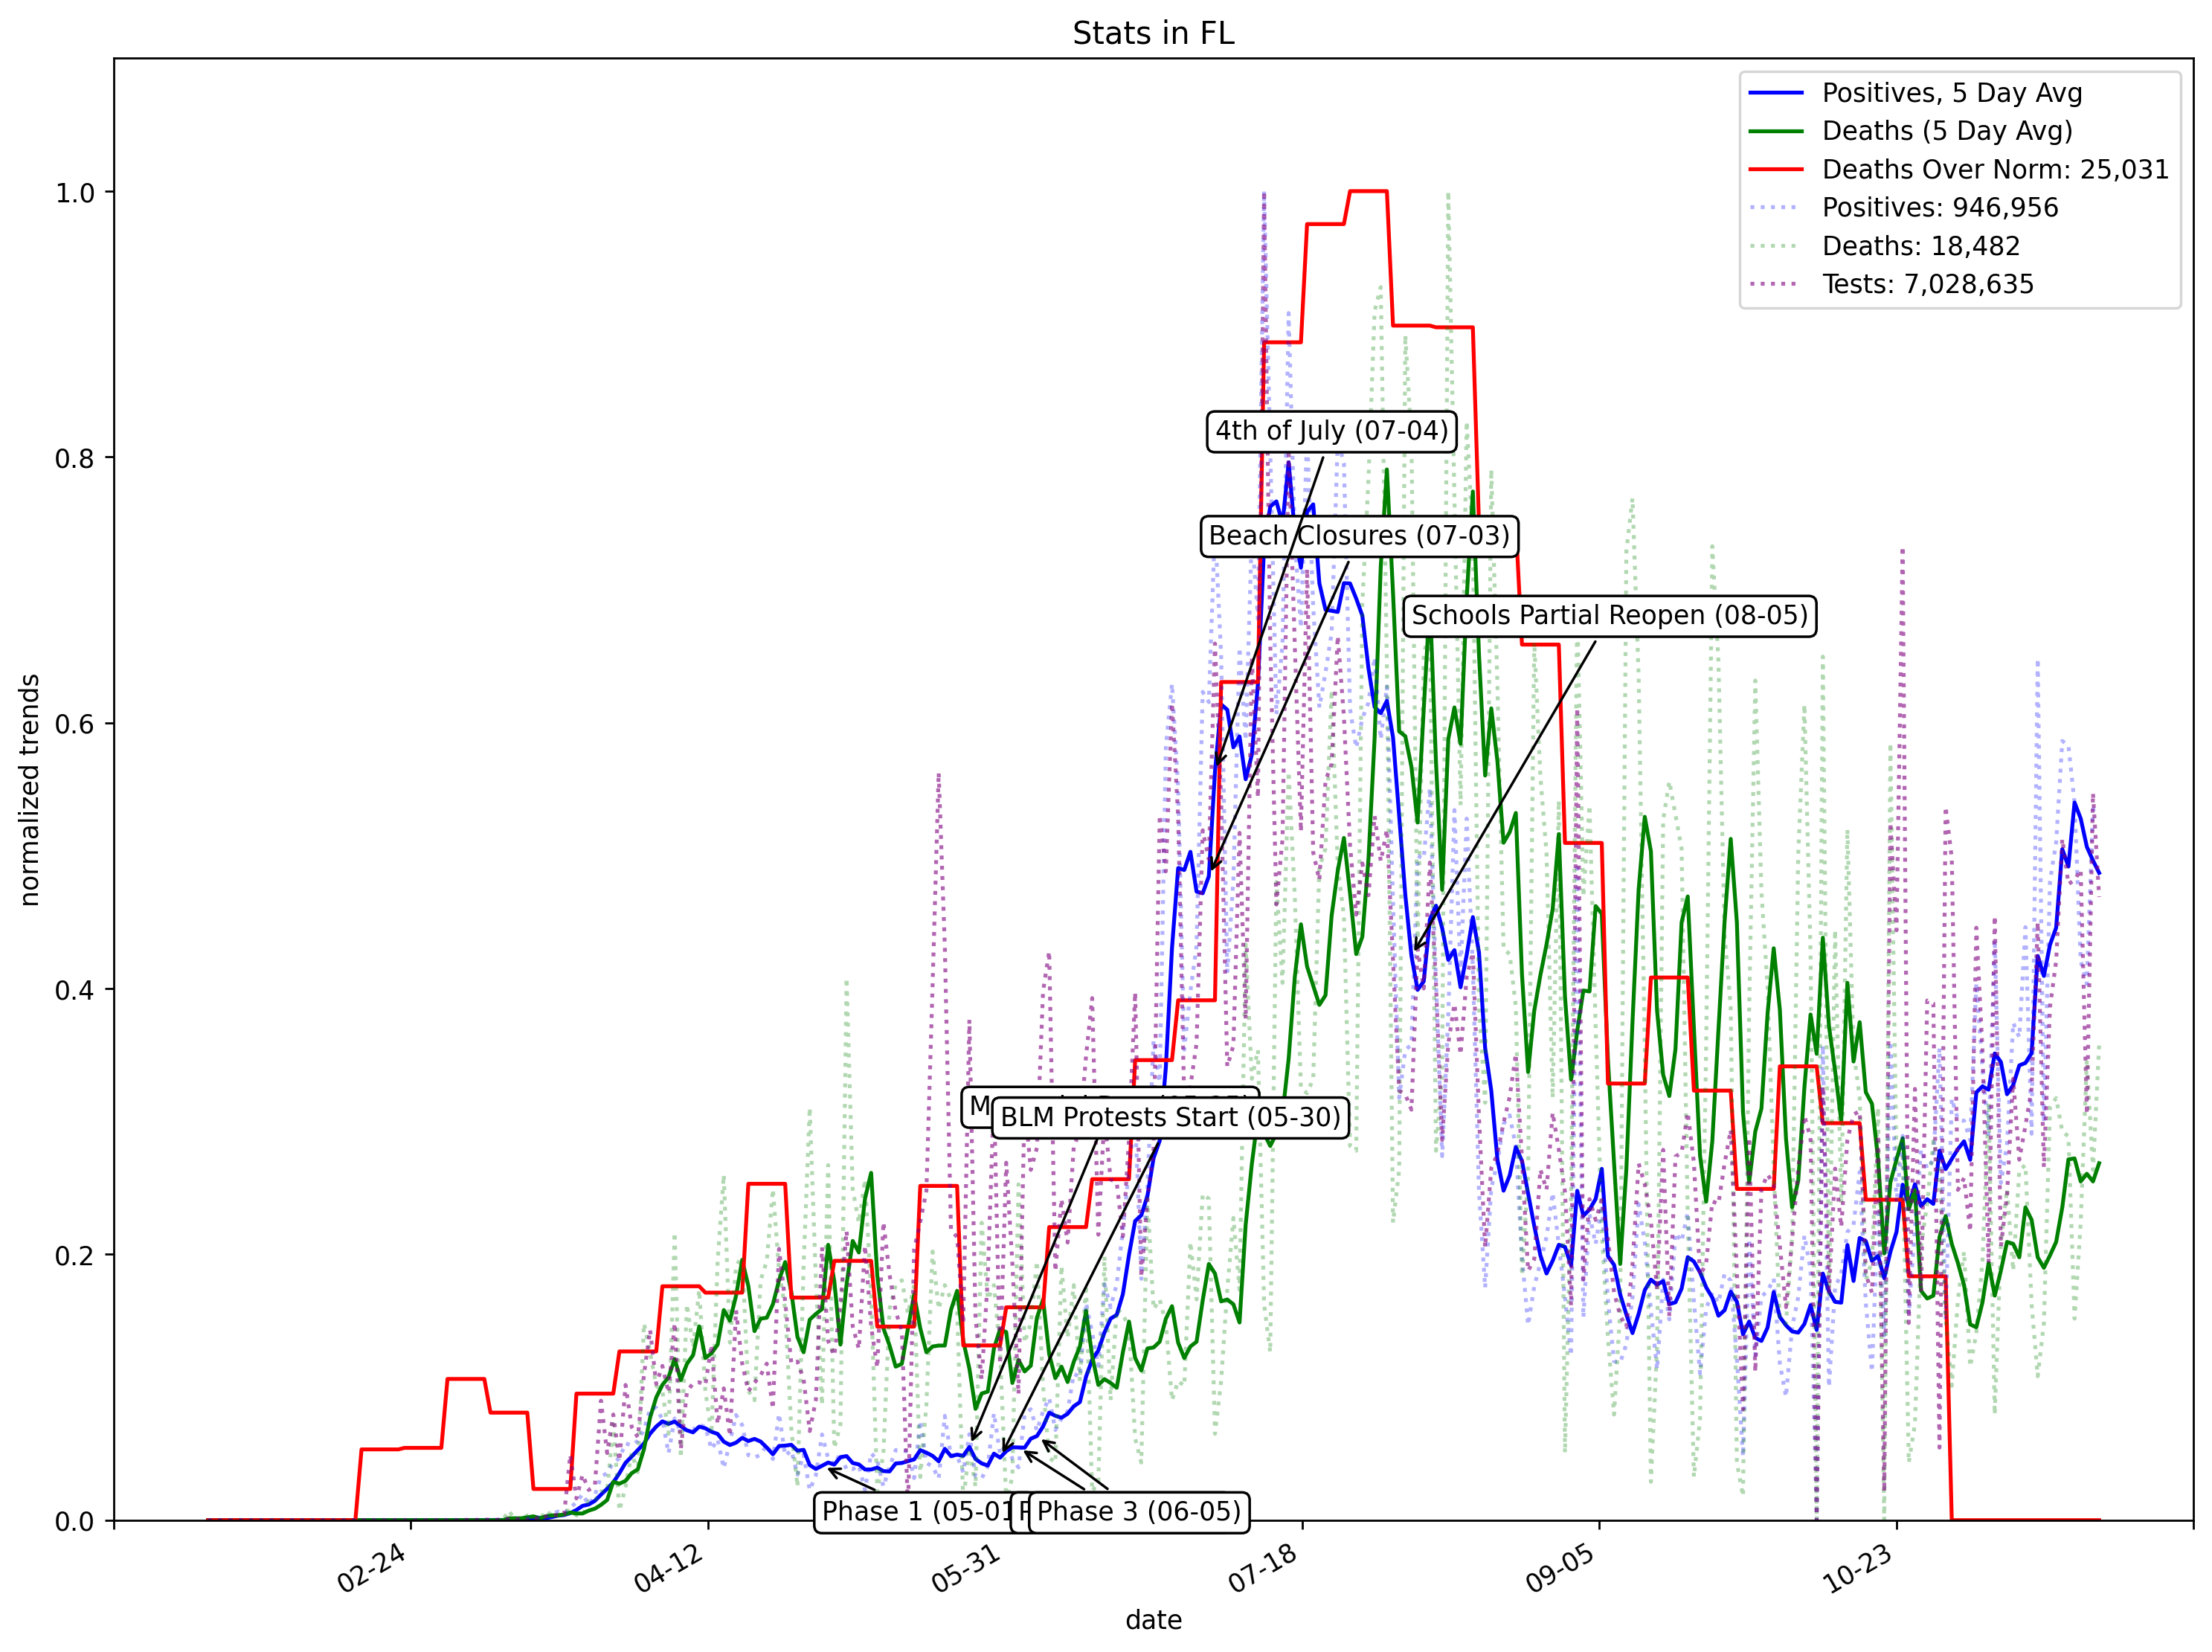 Stats in FL
Positives, 5 Day Avg
Deaths (5 Day Avg)
Deaths Over Norm: 25,031
Positives: 946,956
Deaths: 18,482
Tests: 7,028,635
normalized trends
1.0
0.8
0.6
0.4
0.2
0.0
4th of July (07-04)
Beach Closures (07-03)
Schools Partial Reopen (08-05)
BLM Protests Start (05-30)
Phase 1 (05-01
Phase 3 (06-05)
02-24
04-12
05-31
07-18
09-05
10-23
date